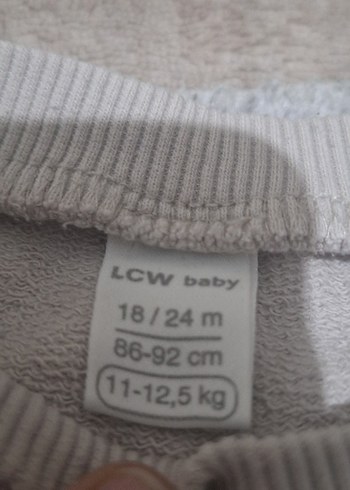 LCW baby
18 / 24 m
86-92 cm
11-12,5 kg